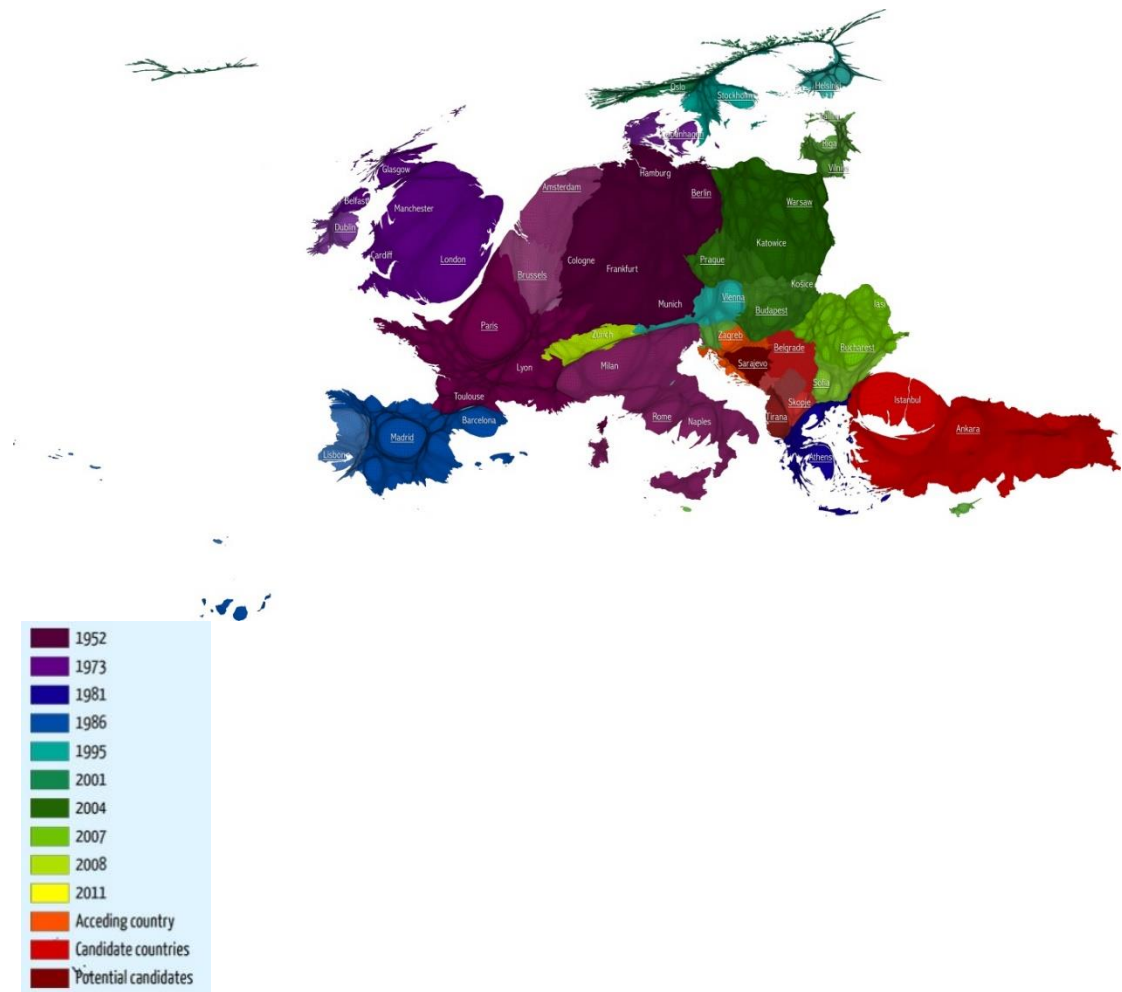 Oslo
Stockholm
Helsinki
Riga
Vilnius
Glasgow
Hamburg
Amsterdam
Berlin
Belfast
Manchester
Warsaw
Dublin
Katowice
Cardiff
London
Cologne
Prague
Frankfurt
Brussels
Košice
Munich
Vienna
Iasi
Budapest
Paris
Zurich
Zagreb
Belgrade
Bucharest
Lyon
Milan
Sarajevo
Sofia
Toulouse
Skopje
Istanbul
Barcelona
Rome
Naples
Tirana
Ankara
Madrid
Lisbon
Athens
1952
1973
1981
1986
1995
2001
2004
2007
2008
2011
Acceding country
Candidate countries
Potential candidates